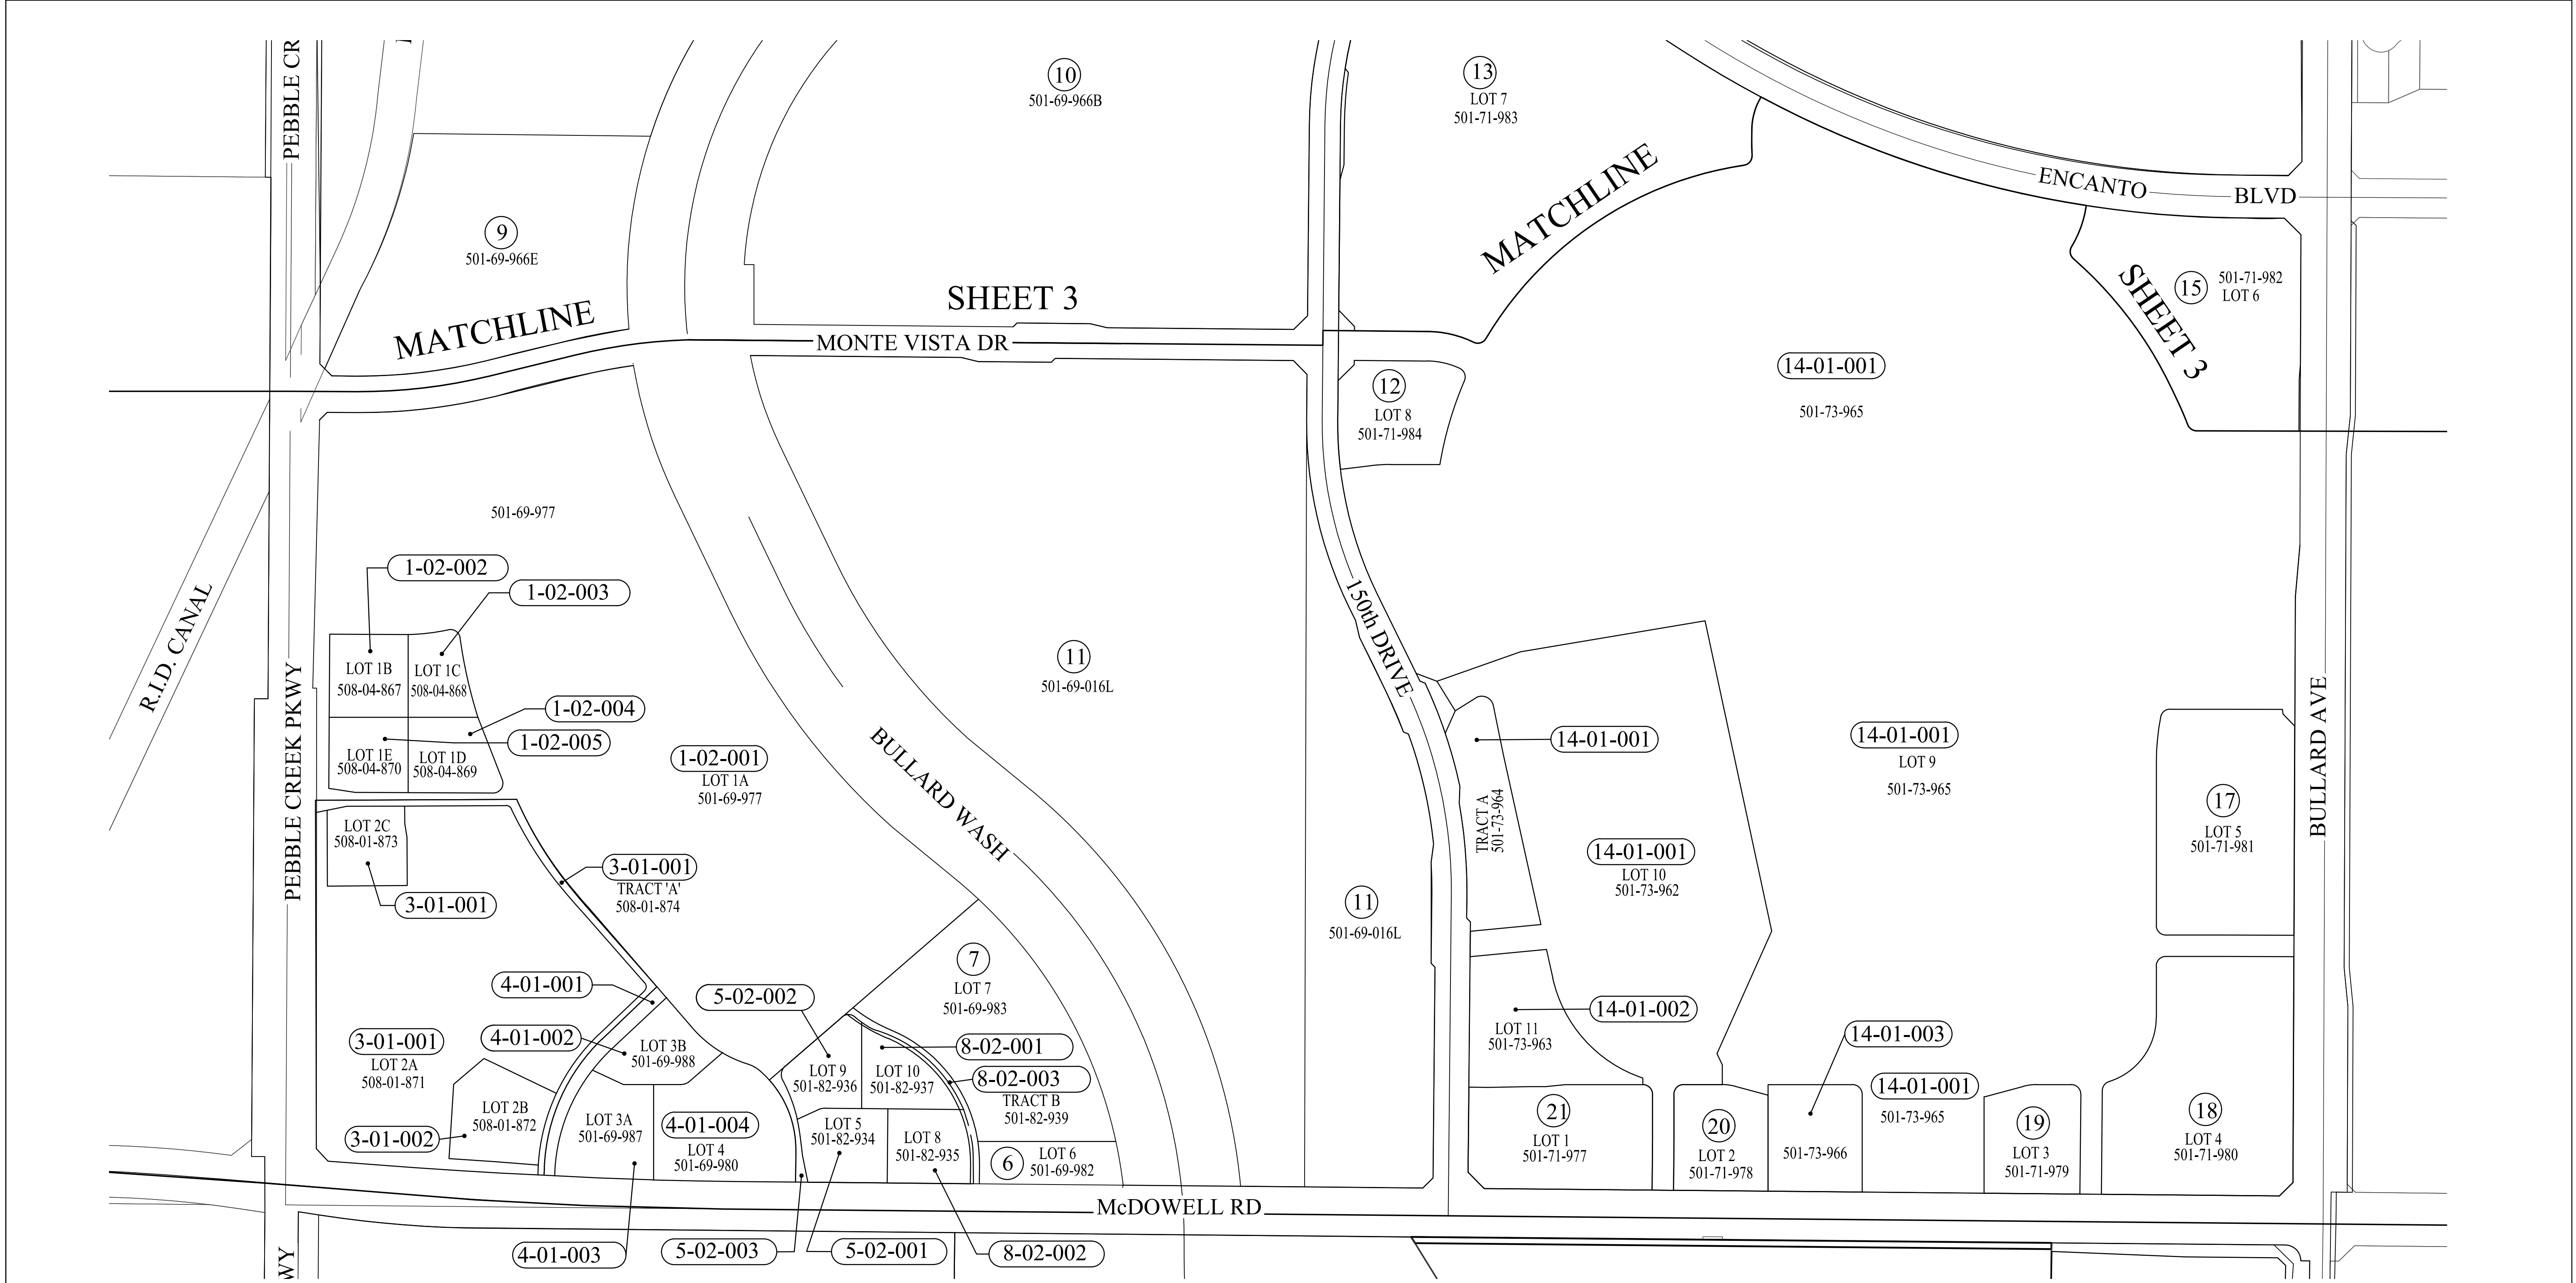 PEBBLE CR
10
501-69-966B
13
LOT 7
501-71-983
MATCHLINE
ENCANTO
BLVD
9
501-69-966E
MATCHLINE
SHEET 3
MONTE VISTA DR
15
501-71-982
LOT 6
SHEET 3
12
LOT 8
501-71-984
14-01-001
501-73-965
501-69-977
1-02-002
1-02-003
R.I.D. CANAL
150th DRIVE
LOT 1B
508-04-867
LOT 1C
508-04-868
1-02-004
1-02-005
LOT 1E
508-04-870
LOT 1D
508-04-869
PEBBLE CREEK PKWY
1-02-001
LOT 1A
501-69-977
BULLARD WASH
11
501-69-016L
14-01-001
TRACT A
501-73-964
14-01-001
LOT 9
501-73-965
BULLARD AVE
17
LOT 5
501-71-981
LOT 2C
508-01-873
3-01-001
3-01-001
TRACT 'A'
508-01-874
14-01-001
LOT 10
501-73-962
11
501-69-016L
7
LOT 7
501-69-983
4-01-001
5-02-002
14-01-002
LOT 11
501-73-963
14-01-003
3-01-001
LOT 2A
508-01-871
4-01-002
LOT 3B
501-69-988
8-02-001
LOT 9
501-82-936
LOT 10
501-82-937
8-02-003
TRACT B
501-82-939
14-01-001
501-73-965
LOT 2B
508-01-872
3-01-002
LOT 3A
501-69-987
4-01-004
LOT 4
501-69-980
LOT 5
501-82-934
LOT 8
501-82-935
6
LOT 6
501-69-982
21
LOT 1
501-71-977
20
LOT 2
501-71-978
501-73-966
19
LOT 3
501-71-979
18
LOT 4
501-71-980
McDOWELL RD
4-01-003
5-02-003
5-02-001
8-02-002
WY